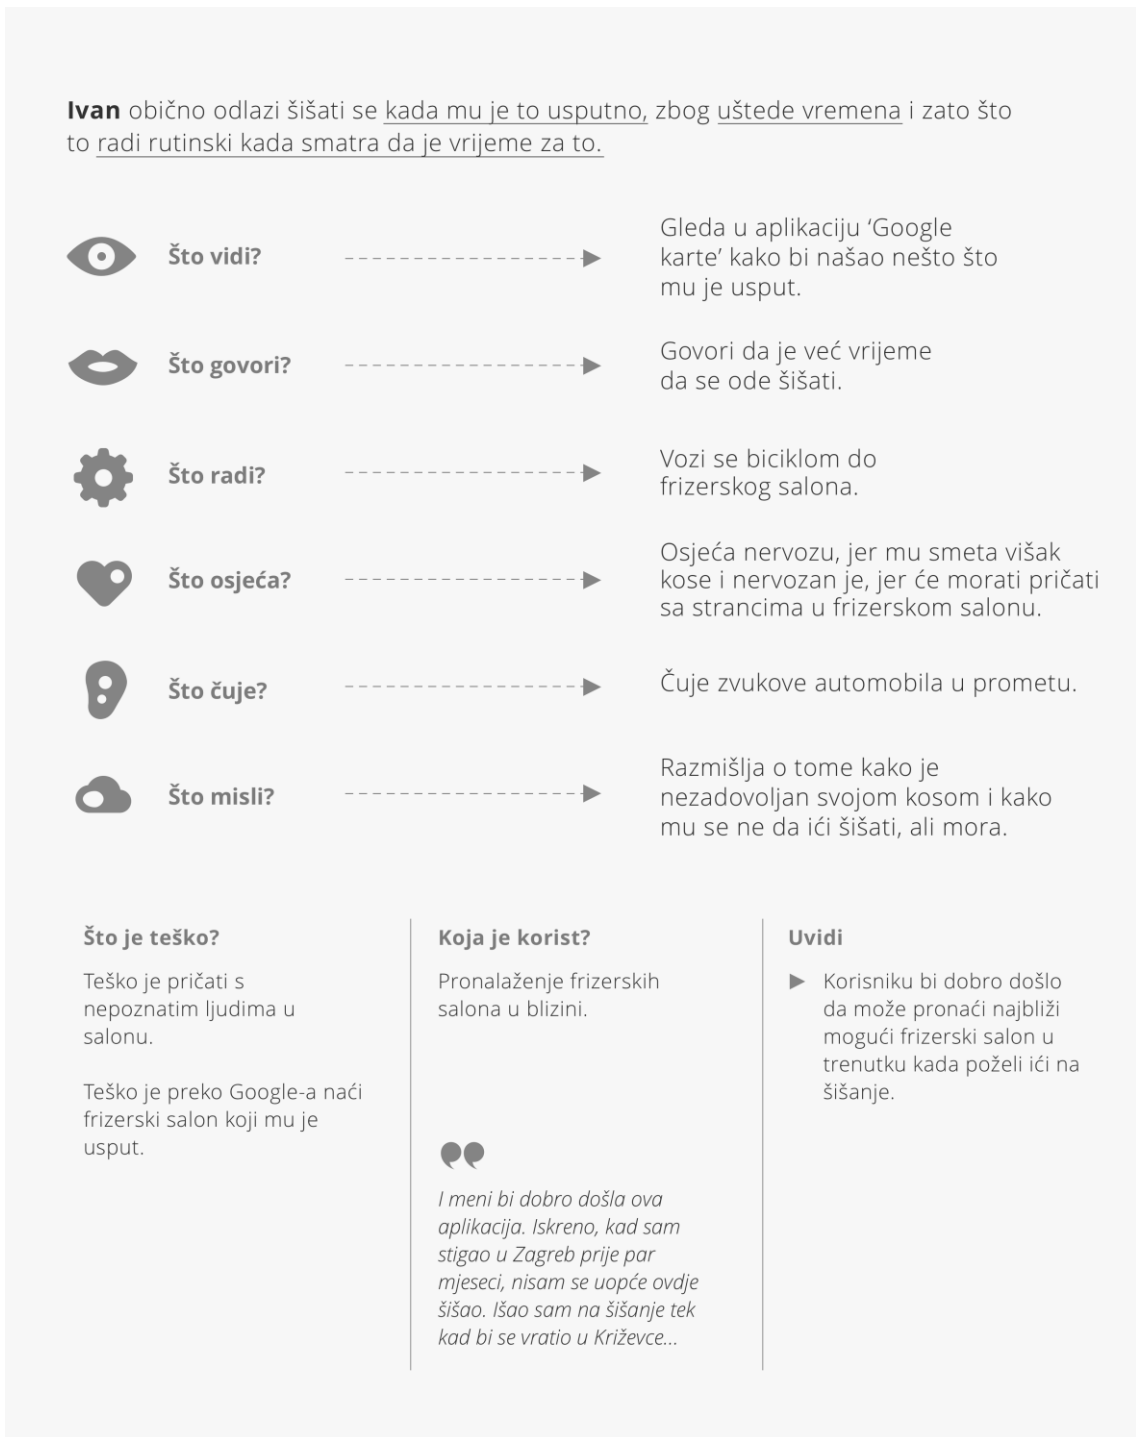 Ivan obično odlazi šišati se kada mu je to usputno, zbog uštede vremena i zato što
to radi rutinski kada smatra da je vrijeme za to.
Što vidi?
Gleda u aplikaciju ‘Google
karte’ kako bi našao nešto što
mu je usput.
Što govori?
Govori da je već vrijeme
da se ode šišati.
Što radi?
Vozi se biciklom do
frizerskog salona.
Što osjeća?
Osjeća nervozu, jer mu smeta višak
kose i nervozan je, jer će morati pričati
sa strancima u frizerskom salonu.
Što čuje?
Čuje zvukove automobila u prometu.
Što misli?
Razmišlja o tome kako je
nezadovoljan svojom kosom i kako
mu se ne da ići šišati, ali mora.
Što je teško?
Teško je pričati s
nepoznatim ljudima u
salonu.
Teško je preko Google-a naći
frizerski salon koji mu je
usput.
Koja je korist?
Pronalaženje frizerskih
salona u blizini.
I meni bi dobro došla ova
aplikacija. Iskreno, kad sam
stigao u Zagreb prije par
mjeseci, nisam se uopće ovdje
šišao. Išao sam na šišanje tek
kad bi se vratio u Križevce...
Uvidi
Korisniku bi dobro došlo
da može pronaći najbliži
mogući frizerski salon u
trenutku kada poželi ići na
šišanje.